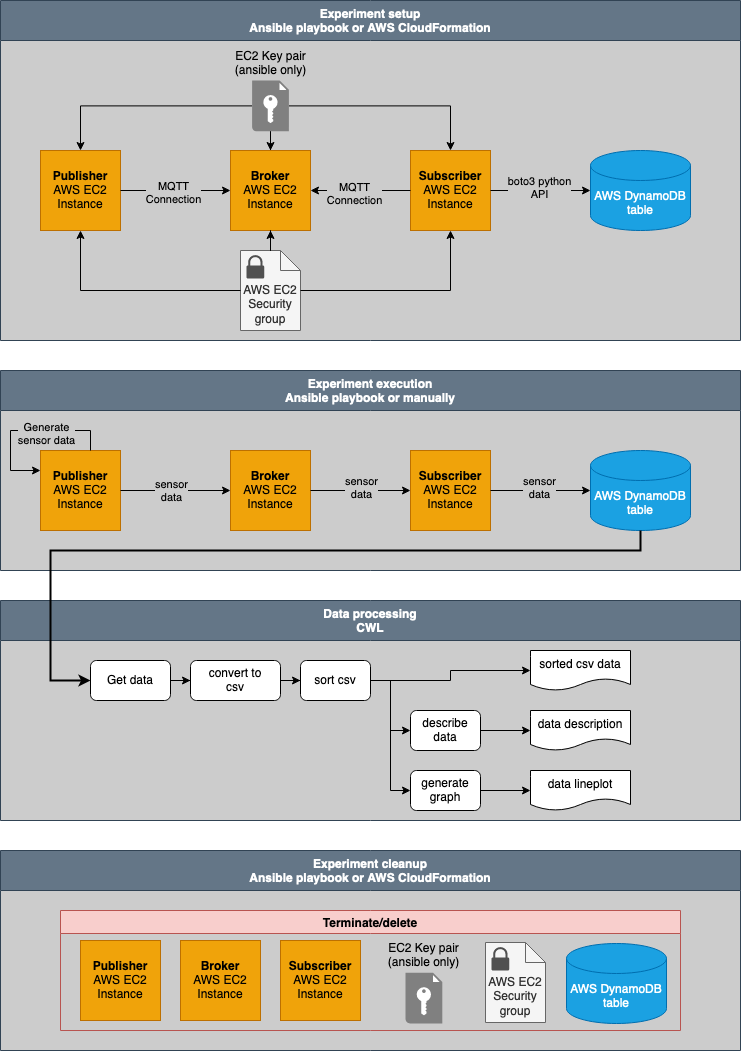 Experiment setup
Ansible playbook or AWS CloudFormation
EC2 Key pair
(ansible only)
Publisher
AWS EC2
Instance
MQTT
Connection
Broker
AWS EC2
Instance
MQTT
Connection
Subscriber
AWS EC2
Instance
boto3 python
API
AWS DynamoDB
table
AWS EC2
Security
group
Experiment execution
Ansible playbook or manually
Generate
sensor data
Publisher
AWS EC2
Instance
sensor
data
Broker
AWS EC2
Instance
sensor
data
Subscriber
AWS EC2
Instance
sensor
data
AWS DynamoDB
table
Data processing
CWL
Get data
convert to
csv
sort csv
sorted csv data
describe
data
data description
generate
graph
data lineplot
Experiment cleanup
Ansible playbook or AWS CloudFormation
Terminate/delete
Publisher
AWS EC2
Instance
Broker
AWS EC2
Instance
Subscriber
AWS EC2
Instance
EC2 Key pair
(ansible only)
AWS EC2
Security
group
AWS DynamoDB
table